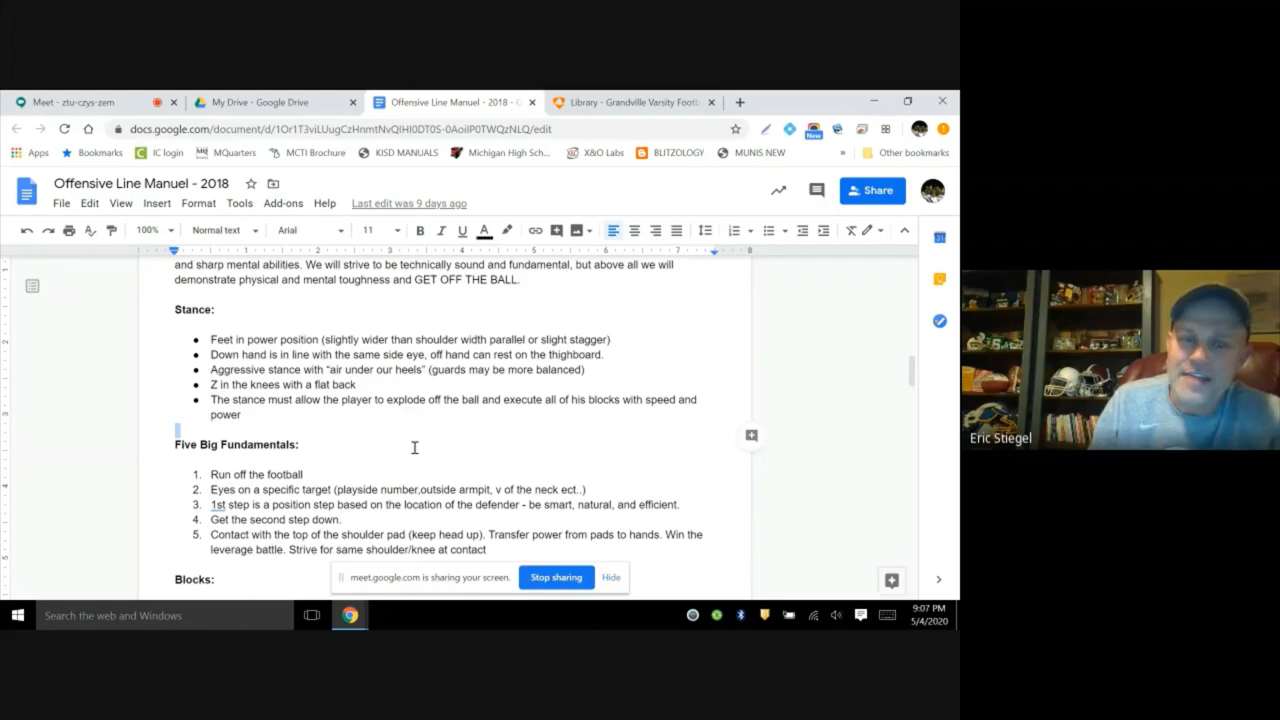 Meet - ztu-czys-zem
My Drive - Google Drive
Offensive Line Manuel - 2018 - G
Library - Grandville Varsity Footb
docs.google.com/document/d/1Or1T3viLUugCzHnmtNvQIHI0DT0S-0AoilP0TWQzNLQ/edit
New
Apps Bookmarks IC login MQuarters MCTI Brochure KISD MANUALS Michigan High Sch... X&O Labs BLITZOLOGY MUNIS NEW » Other bookmarks
Offensive Line Manuel - 2018
Share
File Edit View Insert Format Tools Add-ons Help Last edit was 9 days ago
100% Normal text Arial 11 B I U A
1 2 3 4 5 6 7 8
and sharp mental abilities. We will strive to be technically sound and fundamental, but above all we will
demonstrate physical and mental toughness and GET OFF THE BALL.
Stance:
● Feet in power position (slightly wider than shoulder width parallel or slight stagger)
● Down hand is in line with the same side eye, off hand can rest on the thighboard.
● Aggressive stance with “air under our heels” (guards may be more balanced)
● Z in the knees with a flat back
● The stance must allow the player to explode off the ball and execute all of his blocks with speed and
power
Five Big Fundamentals:
1. Run off the football
2. Eyes on a specific target (playside number,outside armpit, v of the neck ect..)
3. 1st step is a position step based on the location of the defender - be smart, natural, and efficient.
4. Get the second step down.
5. Contact with the top of the shoulder pad (keep head up). Transfer power from pads to hands. Win the
leverage battle. Strive for same shoulder/knee at contact
Blocks:
meet.google.com is sharing your screen. Stop sharing Hide
Search the web and Windows
9:07 PM
5/4/2020
Eric Stiegel